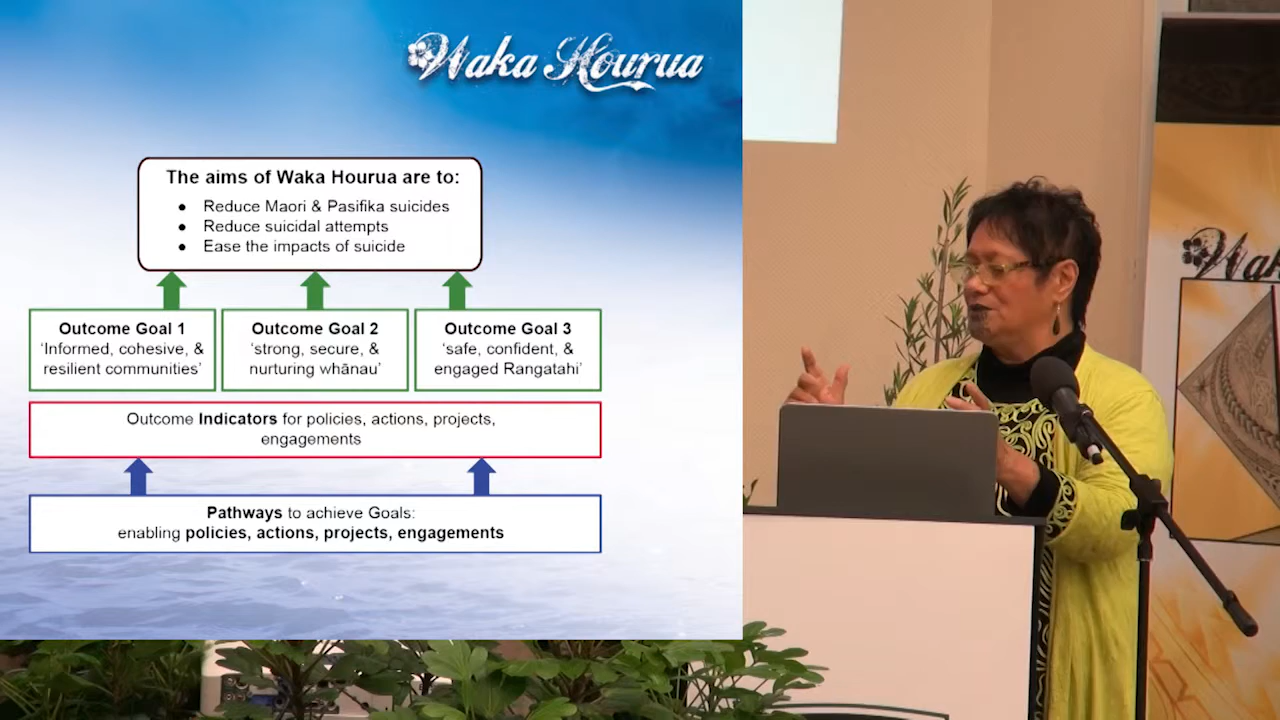 Waka Hourua
The aims of Waka Hourua are to:
● Reduce Maori & Pasifika suicides
● Reduce suicidal attempts
● Ease the impacts of suicide
Outcome Goal 1
‘Informed, cohesive, &
resilient communities’
Outcome Goal 2
‘strong, secure, &
nurturing whānau’
Outcome Goal 3
‘safe, confident, &
engaged Rangatahi’
Outcome Indicators for policies, actions, projects,
engagements
Pathways to achieve Goals:
enabling policies, actions, projects, engagements